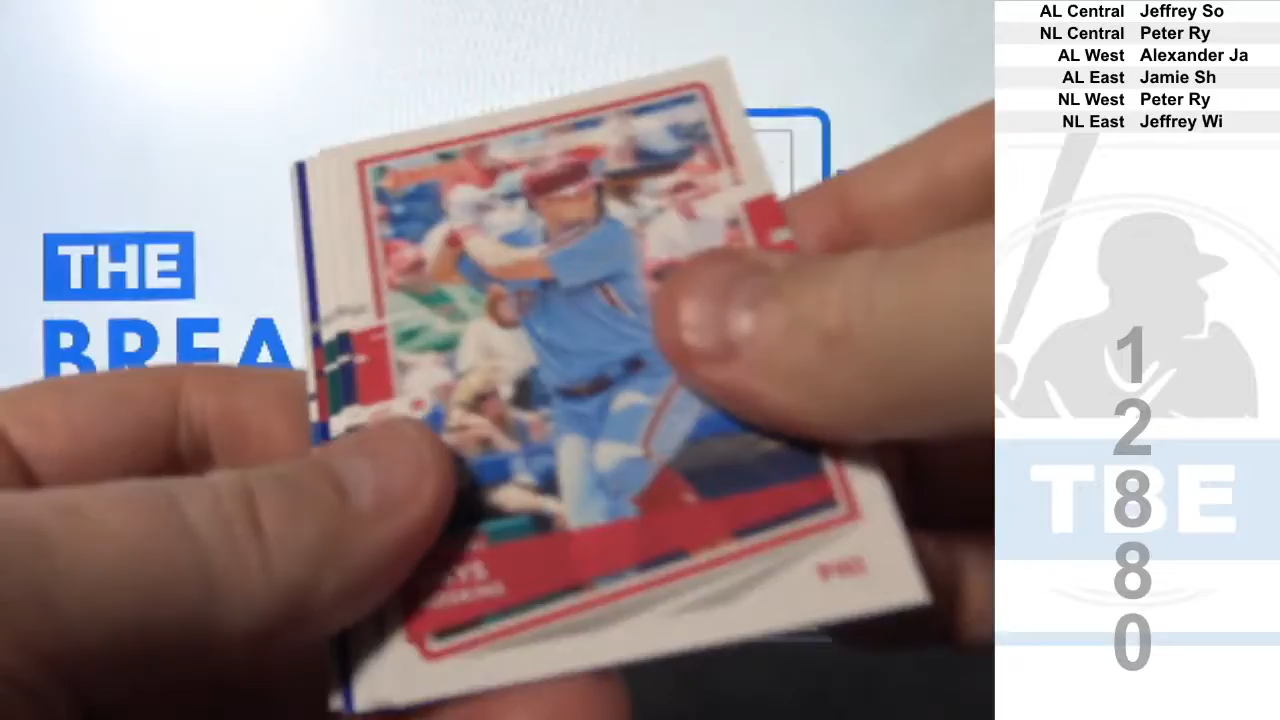 AL Central Jeffrey So
NL Central Peter Ry
AL West Alexander Ja
AL East Jamie Sh
NL West Peter Ry
NL East Jeffrey Wi
THE
BREA
1
2
8
8
0
TBE